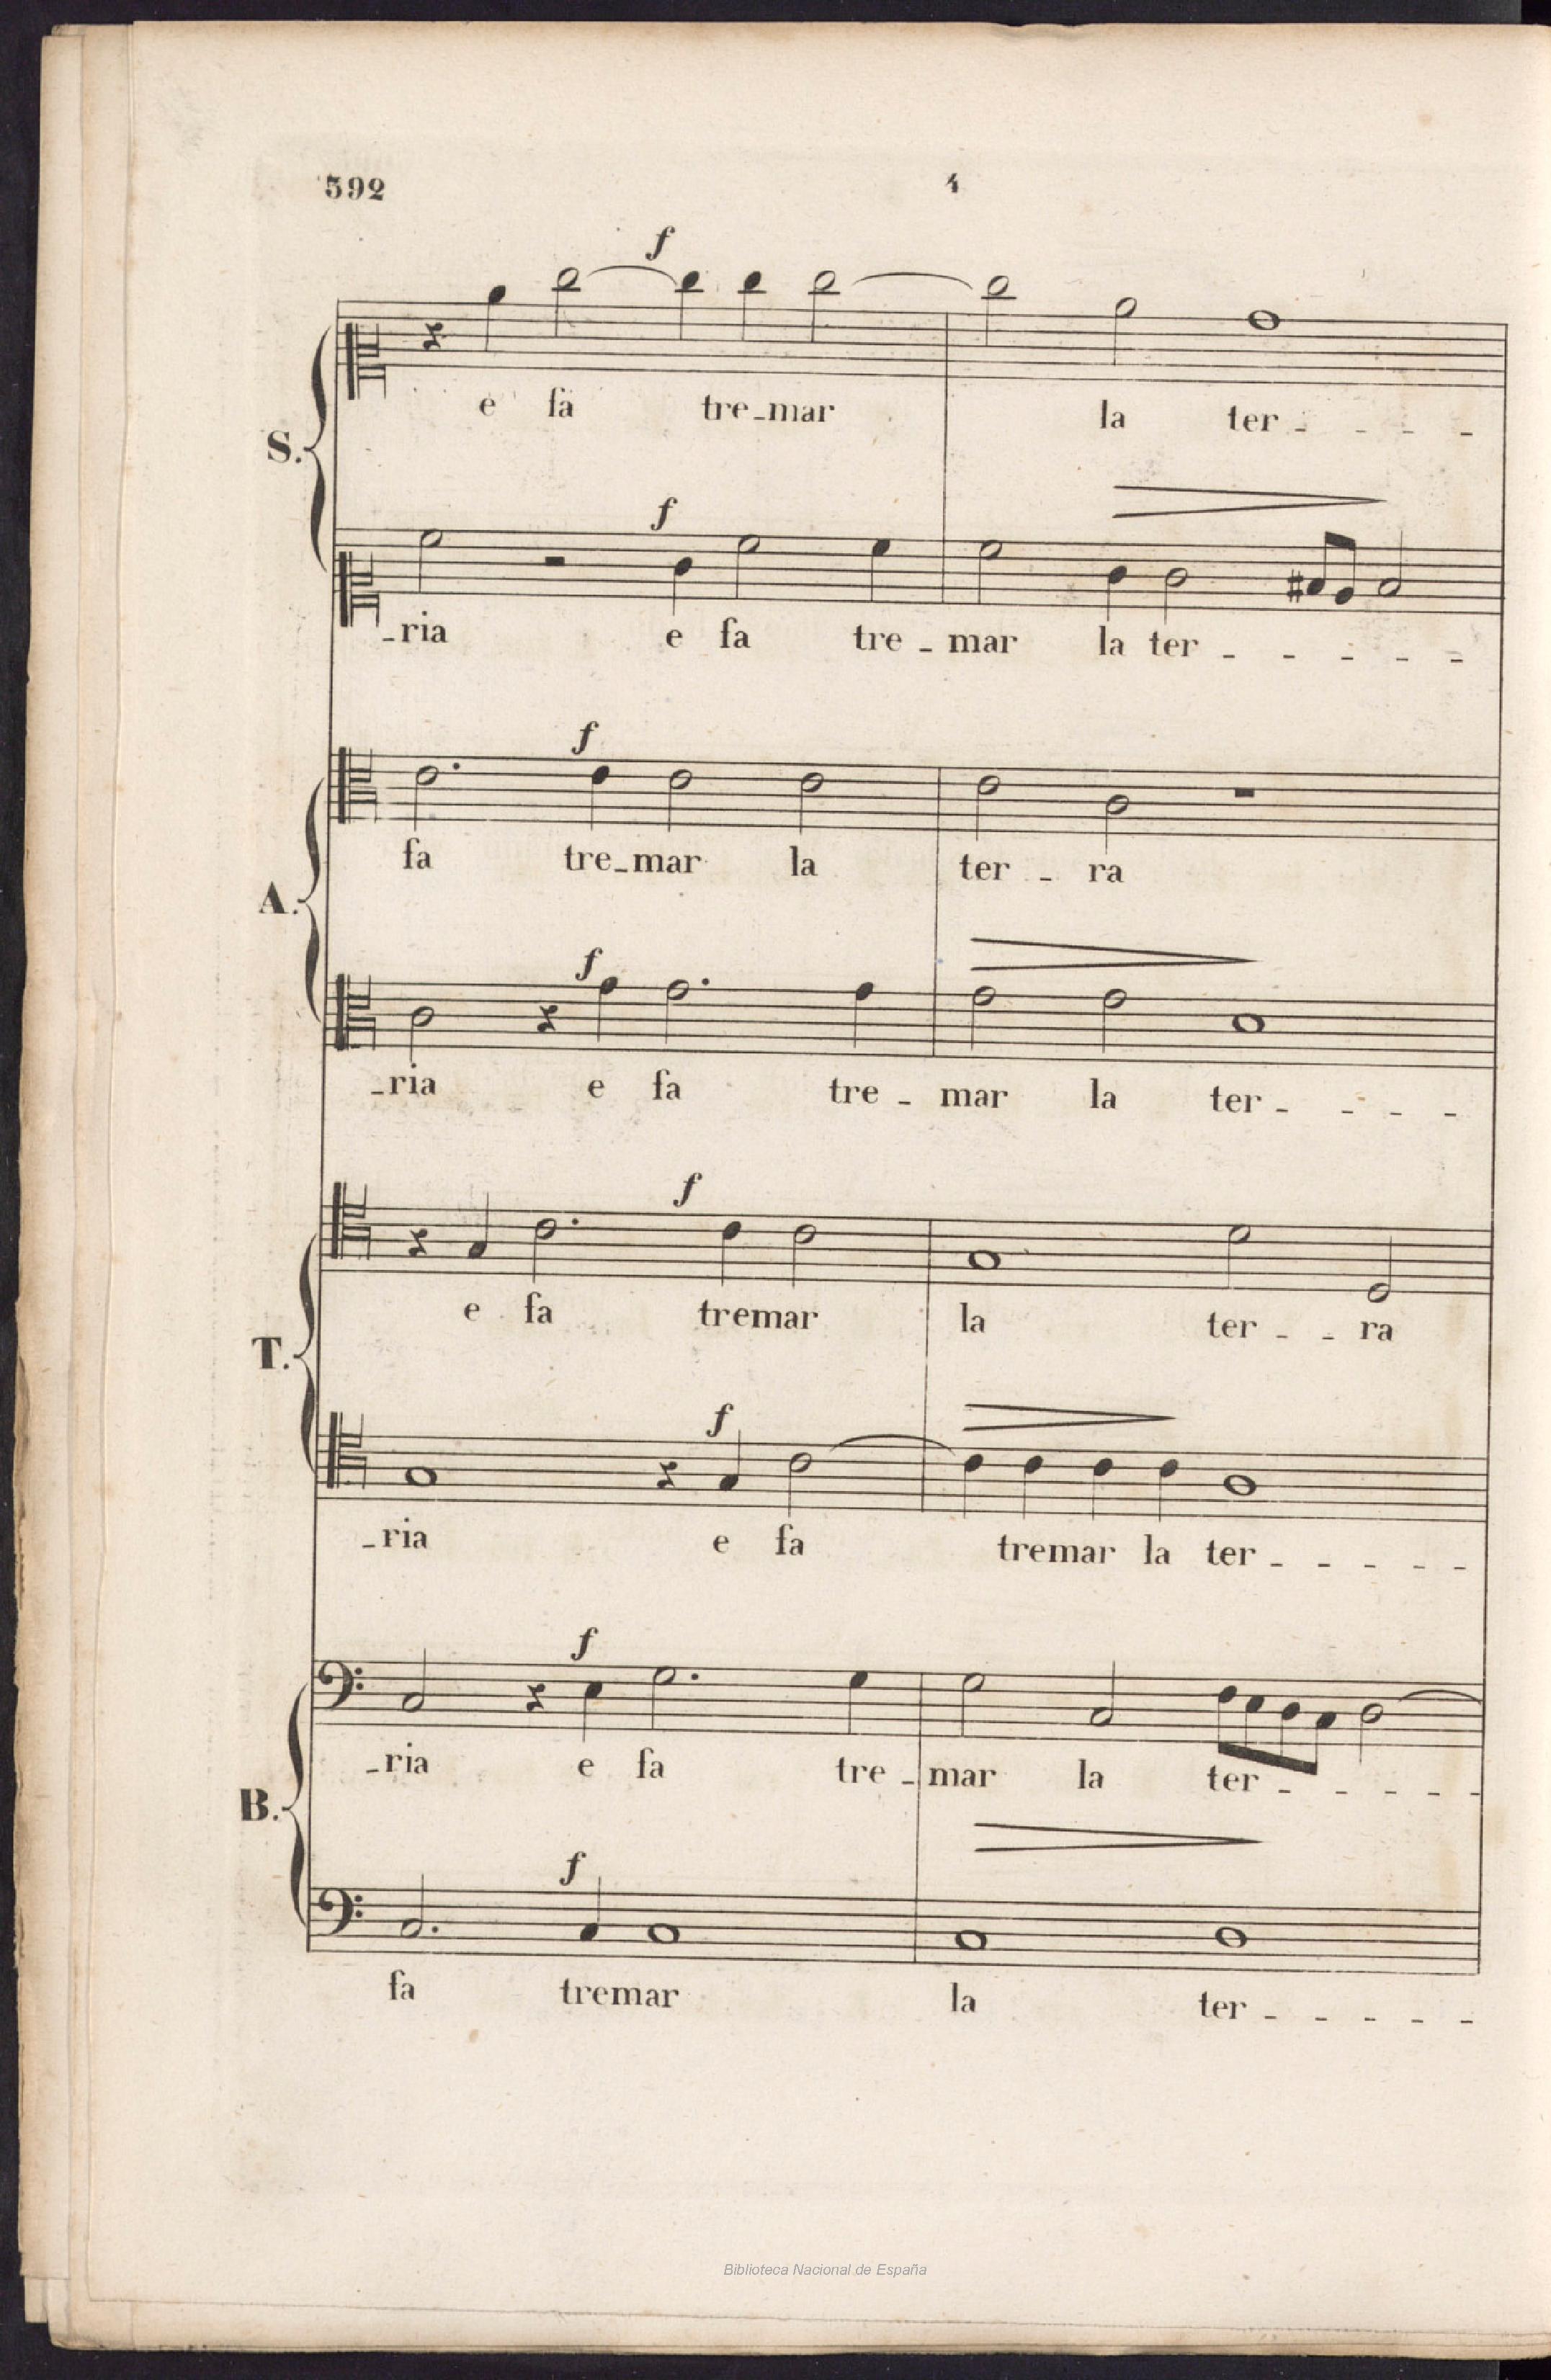 592 4
f
S.
e fa tre_mar la ter_ _ _ _
f
_ria e fa tre_mar la ter_ _ _ _ _
f
A.
fa tre_mar la ter_ra
f
_ria e fa tre_mar la ter_ _ _ _
f
T.
e fa tremar la ter_ _ra
f
_ria e fa tremar la ter_ _ _ _ _
f
B.
_ria e fa tre_mar la ter_ _ _ _ _
f
fa tremar la ter_ _ _ _ _
Biblioteca Nacional de España